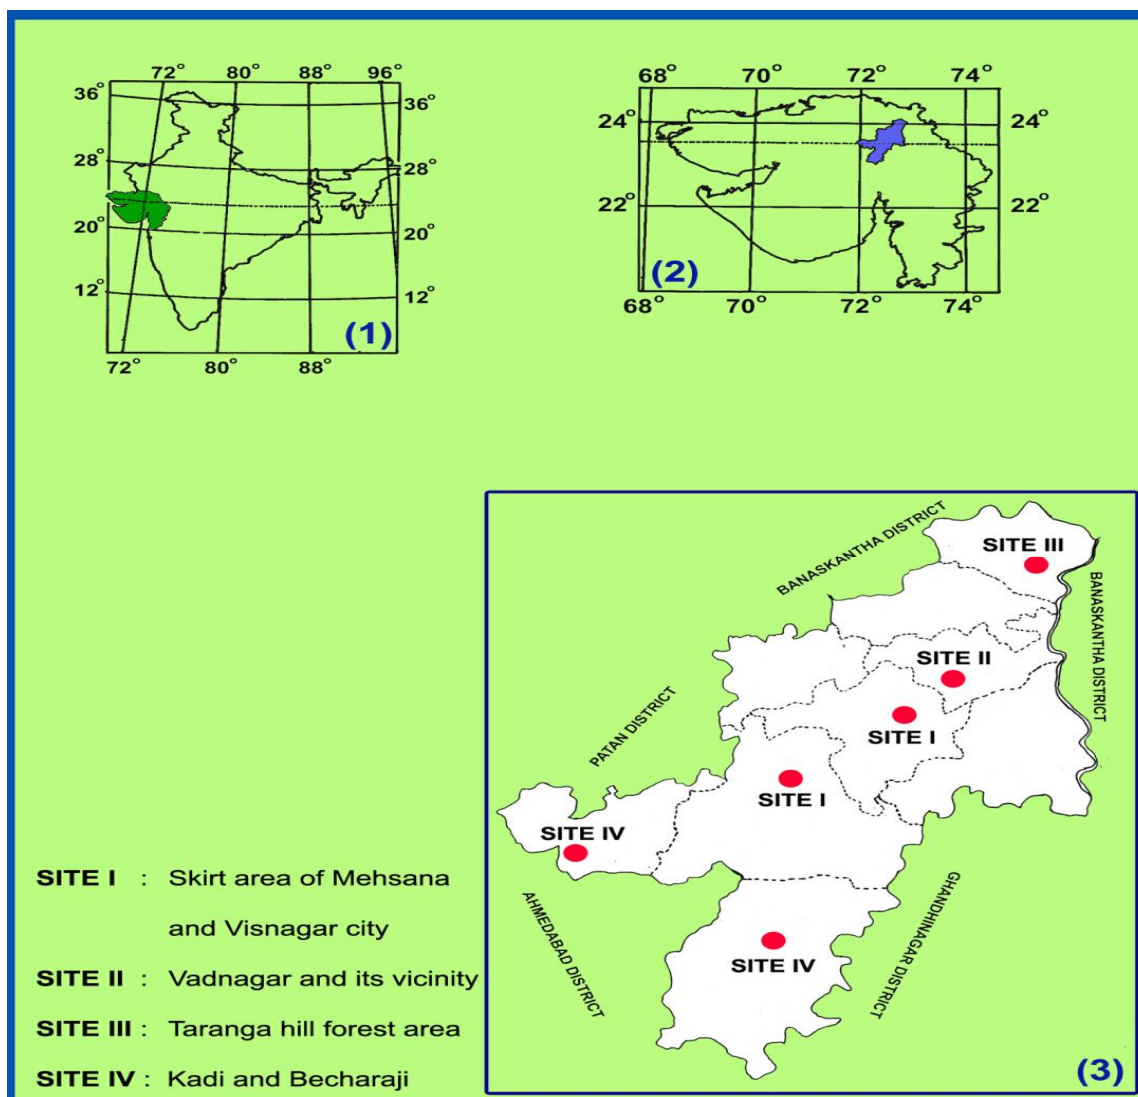 72° 80° 88° 96°
36° 36°
28° 28°
20° 20°
12° 12°
(1)
72° 80° 88°
68° 70° 72° 74°
24° 24°
22° 22°
(2)
68° 70° 72° 74°
BANASKANTHA DISTRICT
SITE III
BANASKANTHA DISTRICT
SITE II
PATAN DISTRICT
SITE I
SITE I
SITE IV
AHMEDABAD DISTRICT
GHANDHINAGAR DISTRICT
SITE IV
(3)
SITE I : Skirt area of Mehsana
and Visnagar city
SITE II : Vadnagar and its vicinity
SITE III : Taranga hill forest area
SITE IV : Kadi and Becharaji